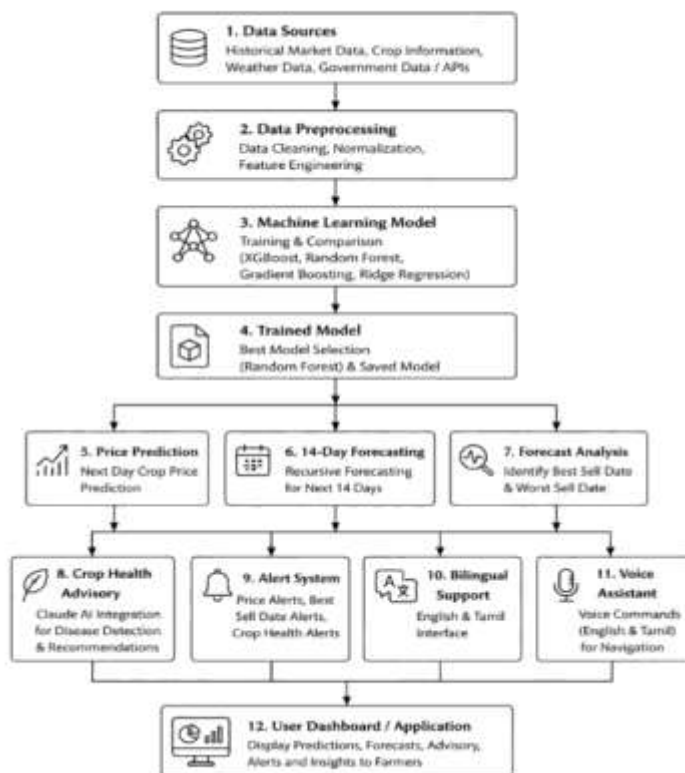 1. Data Sources
Historical Market Data, Crop Information,
Weather Data, Government Data / APIs
2. Data Preprocessing
Data Cleaning, Normalization,
Feature Engineering
3. Machine Learning Model
Training & Comparison
(XGBoost, Random Forest,
Gradient Boosting, Ridge Regression)
4. Trained Model
Best Model Selection
(Random Forest) & Saved Model
5. Price Prediction
Next Day Crop Price
Prediction
6. 14-Day Forecasting
Recursive Forecasting
for Next 14 Days
7. Forecast Analysis
Identify Best Sell Date
& Worst Sell Date
8. Crop Health
Advisory
Claude AI Integration
for Disease Detection
& Recommendations
9. Alert System
Price Alerts, Best
Sell Date Alerts,
Crop Health Alerts
10. Bilingual
Support
English & Tamil
Interface
11. Voice
Assistant
Voice Commands
(English & Tamil)
for Navigation
12. User Dashboard / Application
Display Predictions, Forecasts, Advisory,
Alerts and Insights to Farmers